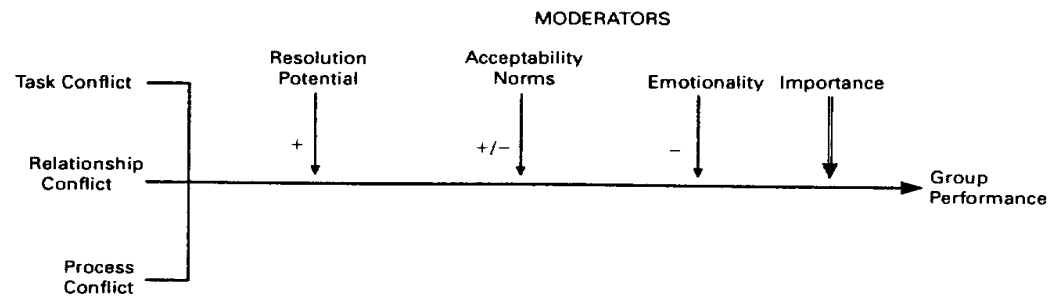 MODERATORS
Resolution
Potential
Acceptability
Norms
Emotionality
Importance
Task Conflict
+
+/−
−
Relationship
Conflict
Group
Performance
Process
Conflict